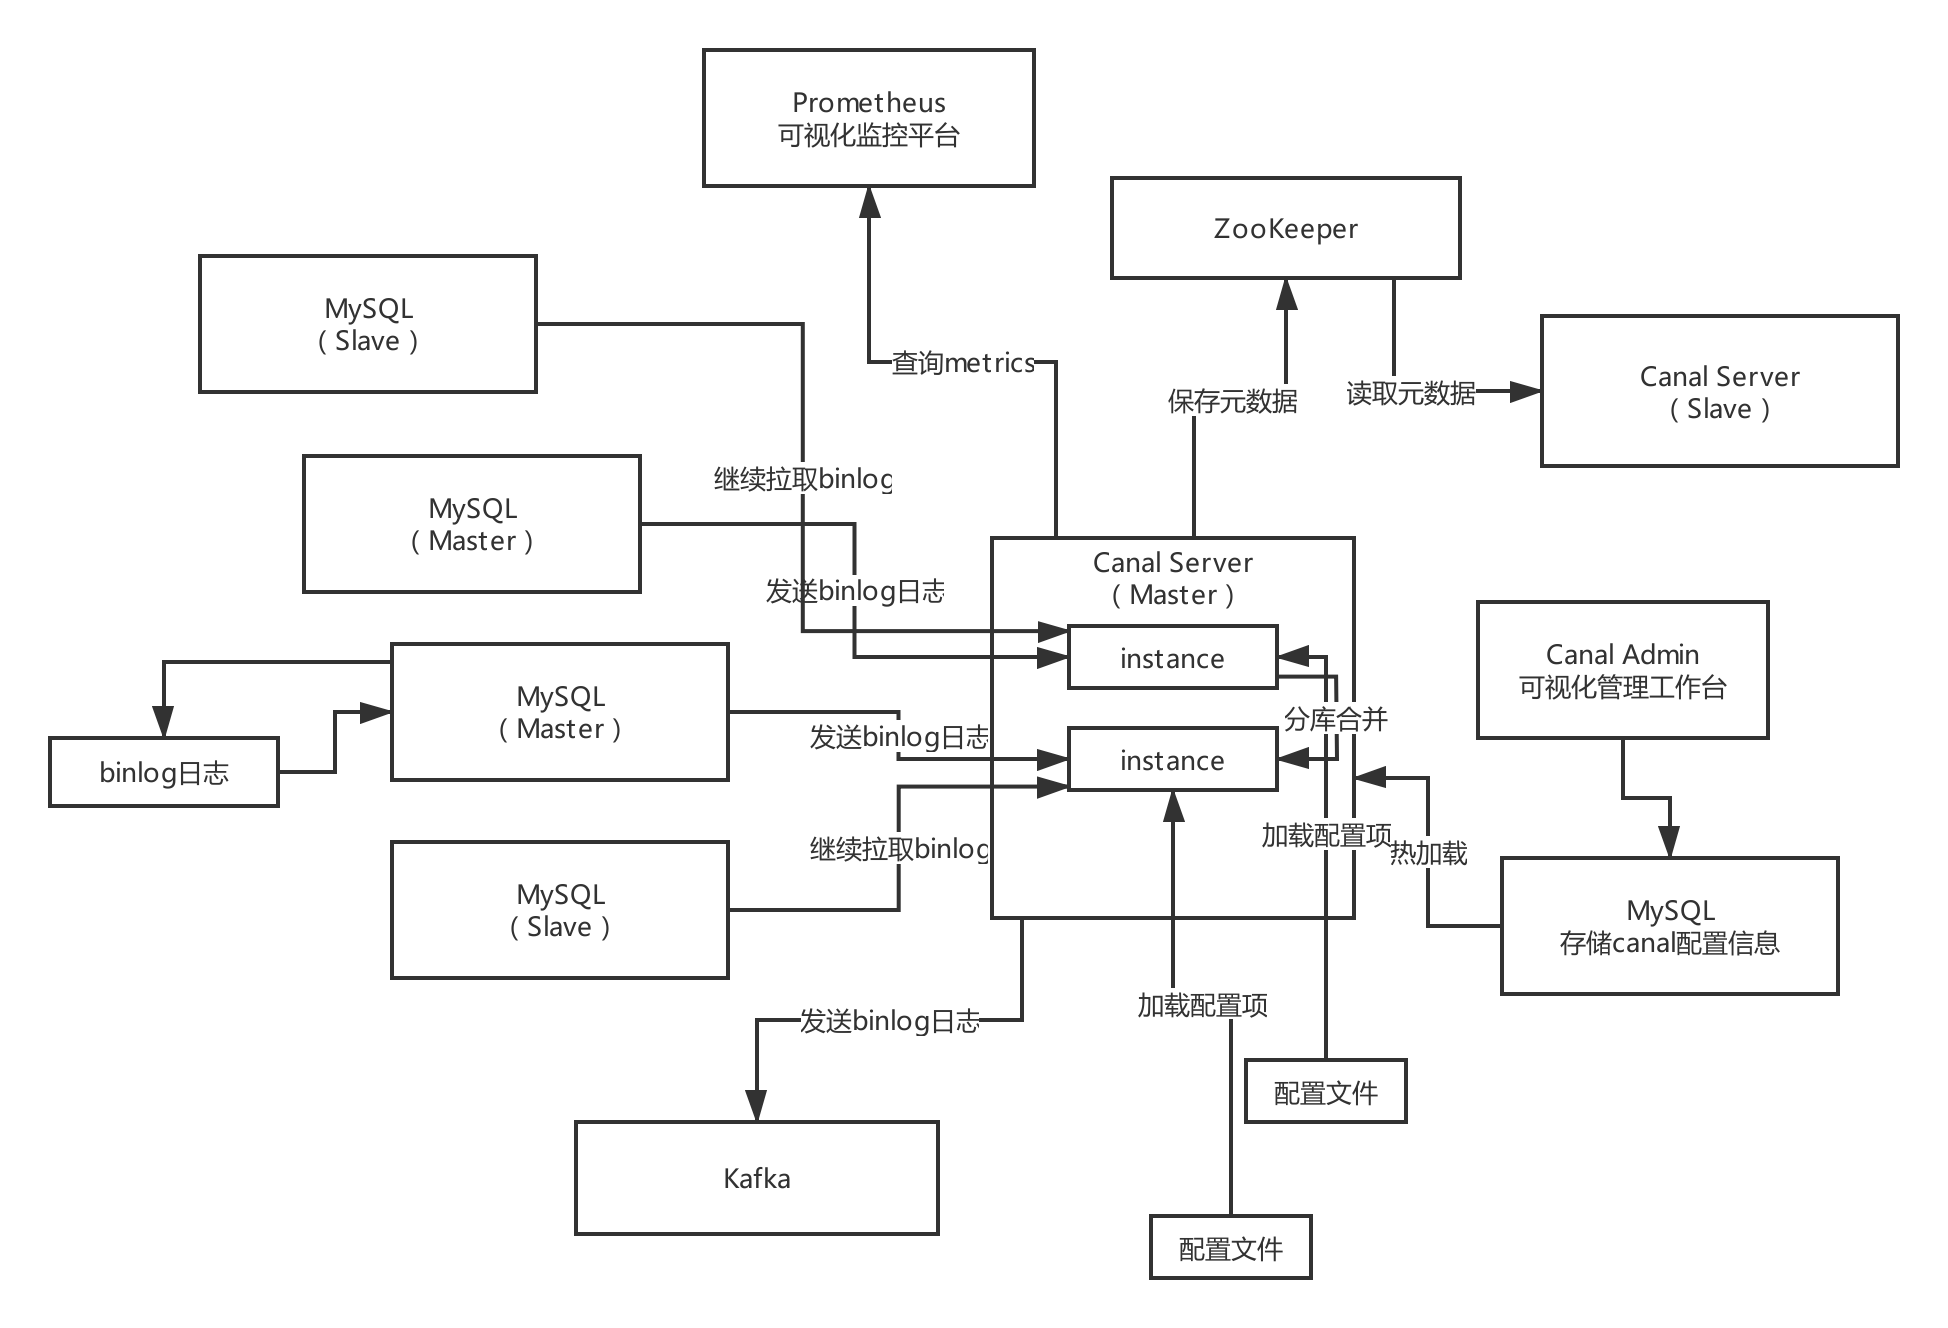 Prometheus
可视化监控平台
ZooKeeper
MySQL
（Slave）
查询metrics
保存元数据
读取元数据
Canal Server
（Slave）
继续拉取binlog
MySQL
（Master）
发送binlog日志
Canal Server
（Master）
instance
Canal Admin
可视化管理工作台
MySQL
（Master）
发送binlog日志
分库合并
instance
binlog日志
继续拉取binlog
加载配置项
热加载
MySQL
（Slave）
MySQL
存储canal配置信息
发送binlog日志
加载配置项
配置文件
Kafka
配置文件